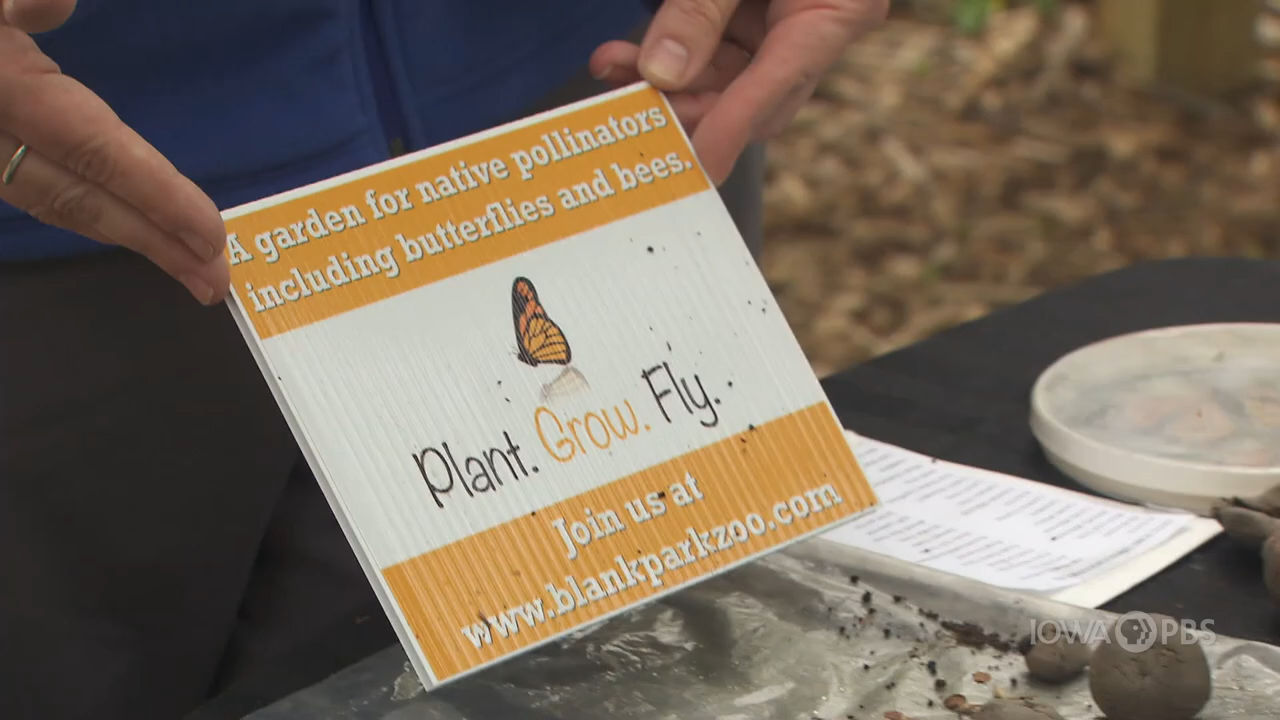 A garden for native pollinators
including butterflies and bees.
Plant. Grow. Fly.
Join us at
www.blankparkzoo.com
IOWA PBS